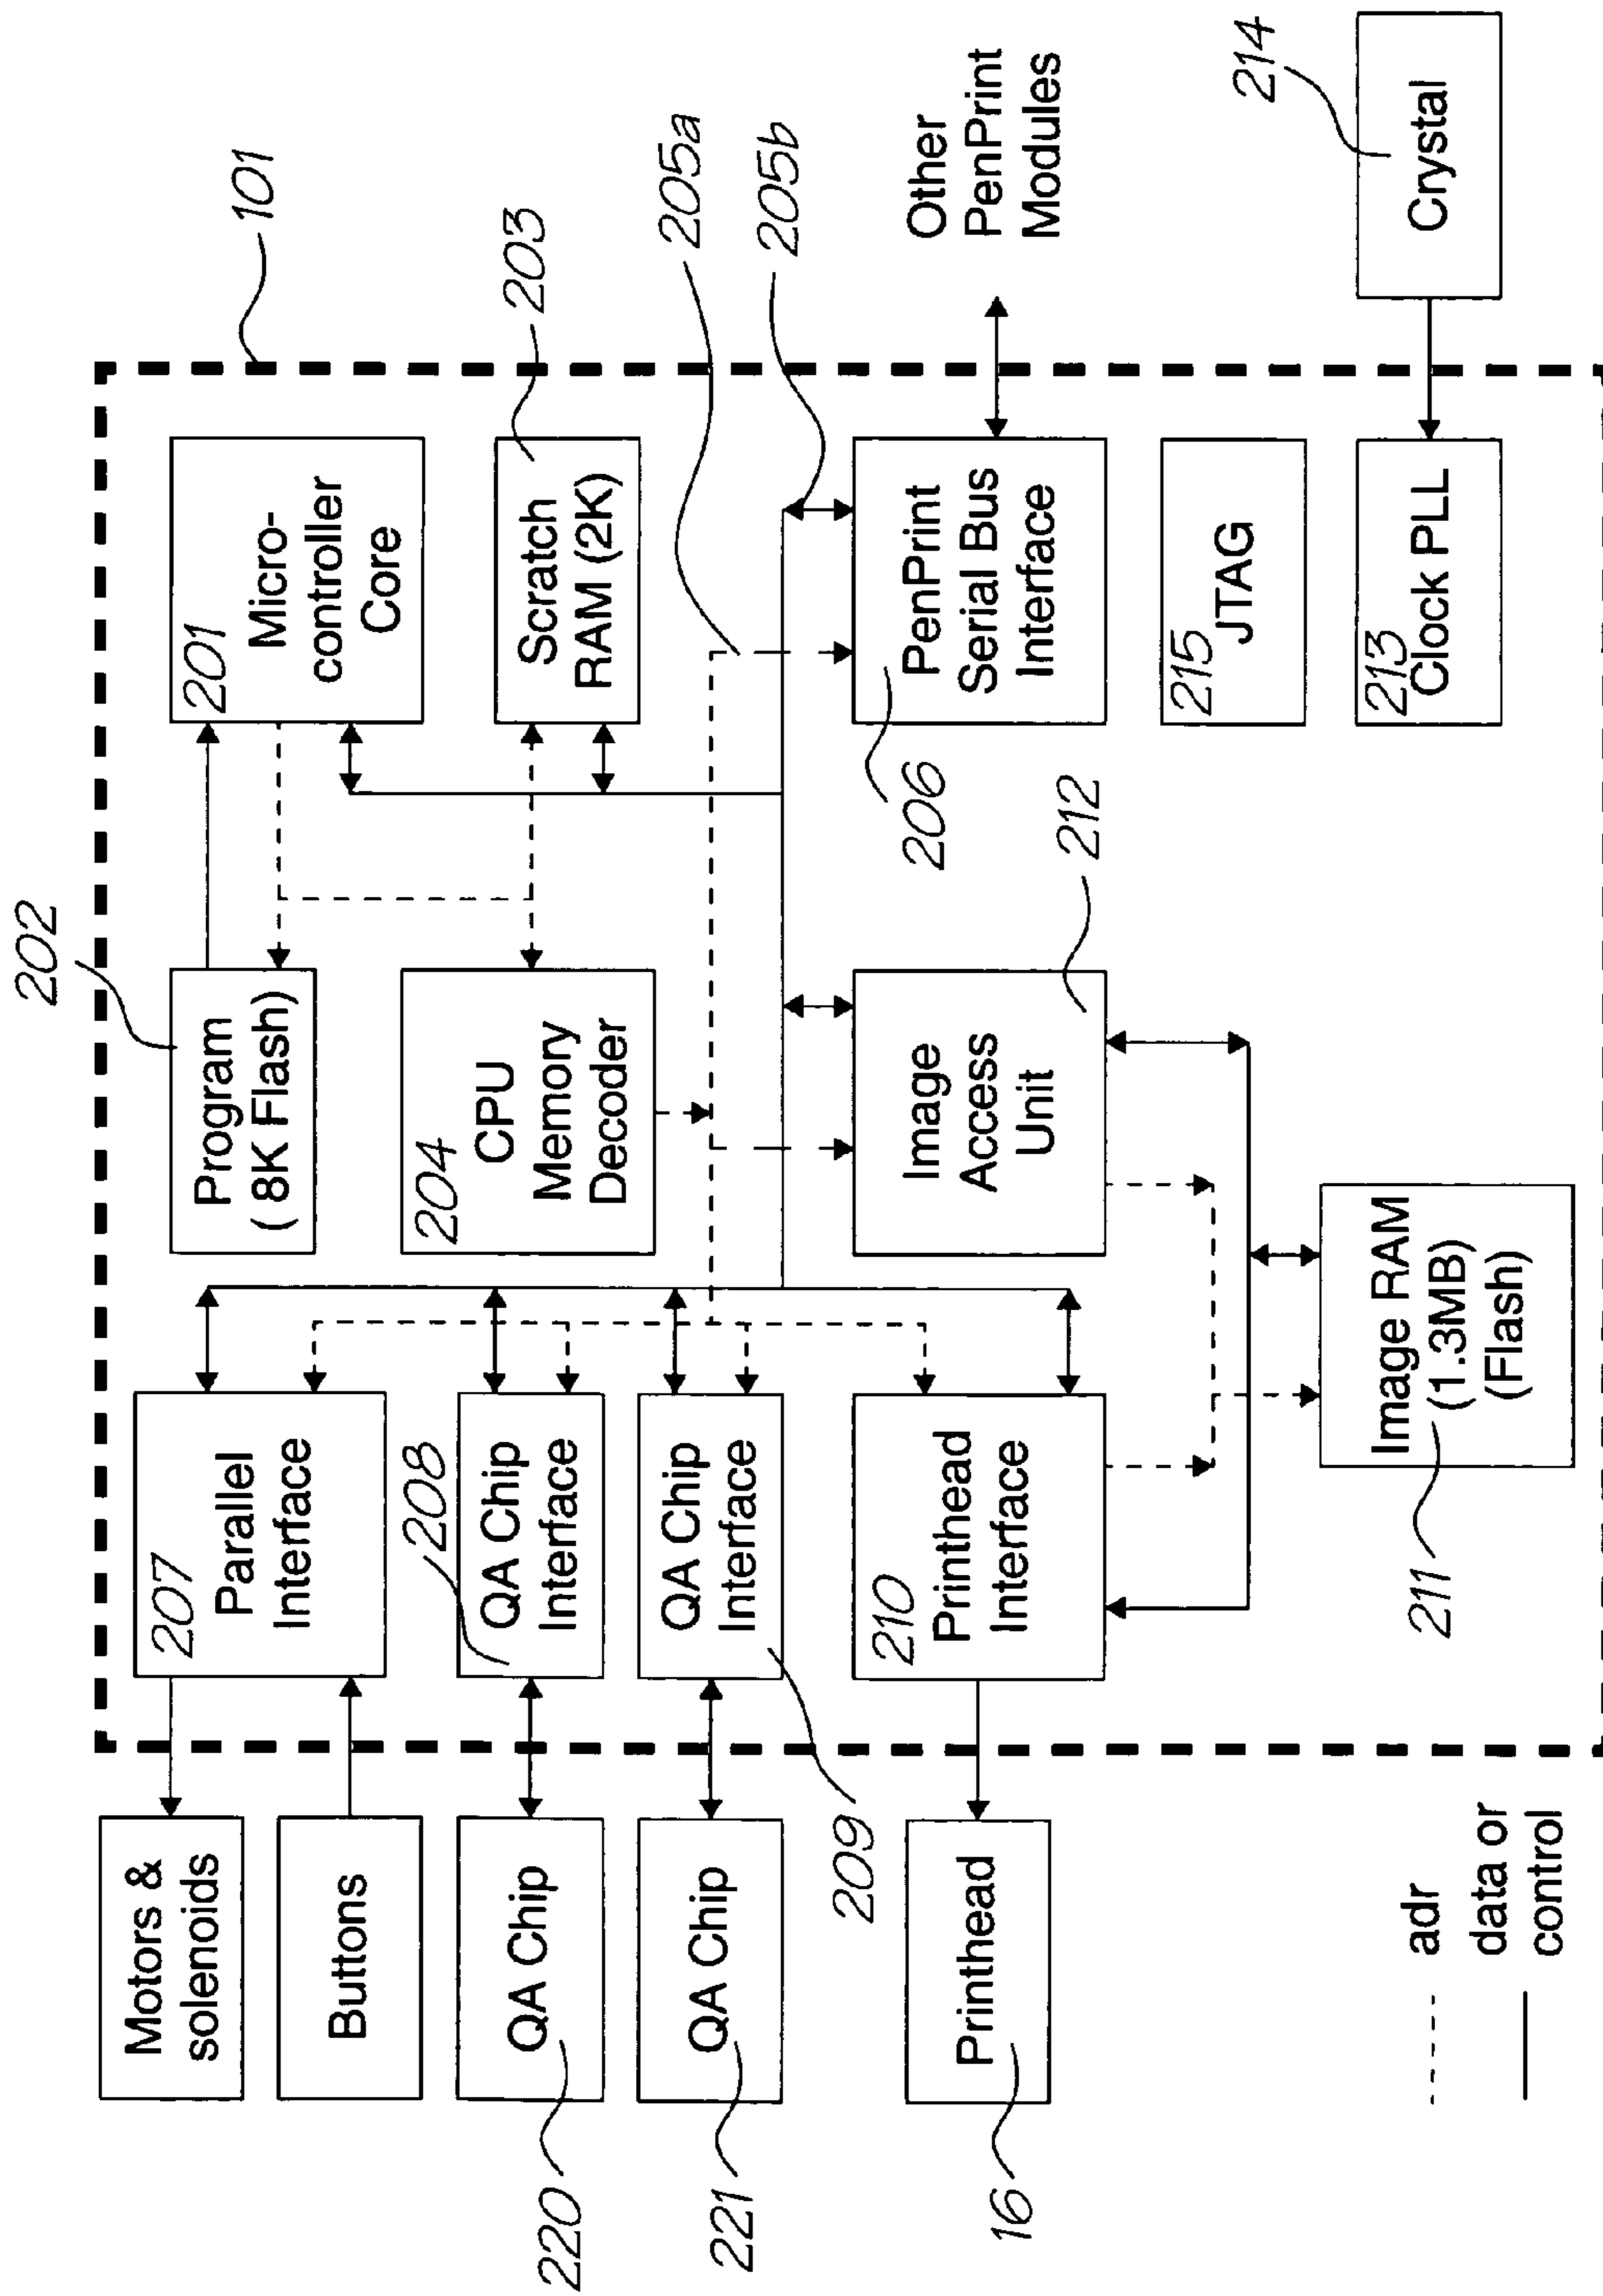 Motors &
solenoids
Buttons
QA Chip
220
QA Chip
221
Printhead
16
adr
data or
control
207
Parallel
Interface
208
QA Chip
Interface
QA Chip
Interface
209
210
Printhead
Interface
202
Program
( 8K Flash)
204
CPU
Memory
Decoder
Image
Access
Unit
212
Image RAM
(1.3MB)
(Flash)
211
101
201
Micro-
controller
Core
203
Scratch
RAM (2K)
205a
205b
PenPrint
Serial Bus
Interface
206
Other
PenPrint
Modules
215
JTAG
213
Clock PLL
214
Crystal